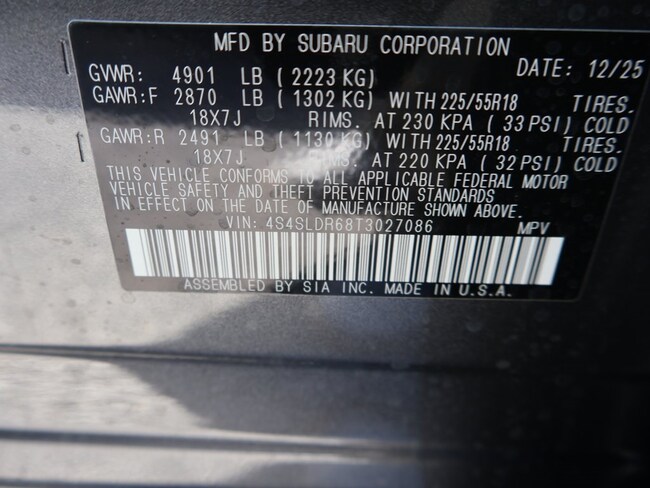 MFD BY SUBARU CORPORATION
DATE: 12/25
GVWR: 4901 LB (2223 KG)
GAWR:F 2870 LB (1302 KG) WITH 225/55R18 TIRES.
18X7J RIMS. AT 230 KPA (33 PSI) COLD
GAWR:R 2491 LB (1130 KG) WITH 225/55R18 TIRES.
18X7J RIMS. AT 220 KPA (32 PSI) COLD
THIS VEHICLE CONFORMS TO ALL APPLICABLE FEDERAL MOTOR
VEHICLE SAFETY AND THEFT PREVENTION STANDARDS
IN EFFECT ON THE DATE OF MANUFACTURE SHOWN ABOVE.
VIN: 4S4SLDR68T3027086 MPV
ASSEMBLED BY SIA INC. MADE IN U.S.A.